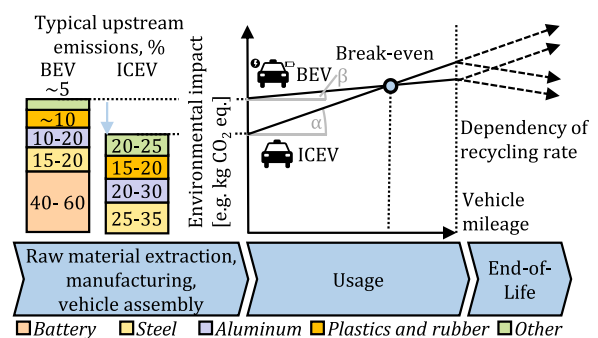 Typical upstream
emissions, %
BEV ICEV
~5
~10
10-20
15-20
40- 60
20-25
15-20
20-30
25-35
Environmental impact
[e.g. kg CO₂ eq.]
Break-even
BEV
β
α
ICEV
Dependency of
recycling rate
Vehicle
mileage
Raw material extraction,
manufacturing,
vehicle assembly
Usage
End-of-
Life
Battery Steel Aluminum Plastics and rubber Other